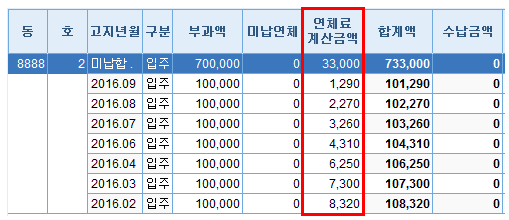 동 호 고지년월 구분 부과액 미납연체 연체료 계산금액 합계액 수납금액
8888 2 미납합 . 입주 700,000 0 33,000 733,000 0
2016.09 입주 100,000 0 1,290 101,290 0
2016.08 입주 100,000 0 2,270 102,270 0
2016.07 입주 100,000 0 3,260 103,260 0
2016.06 입주 100,000 0 4,310 104,310 0
2016.04 입주 100,000 0 6,250 106,250 0
2016.03 입주 100,000 0 7,300 107,300 0
2016.02 입주 100,000 0 8,320 108,320 0